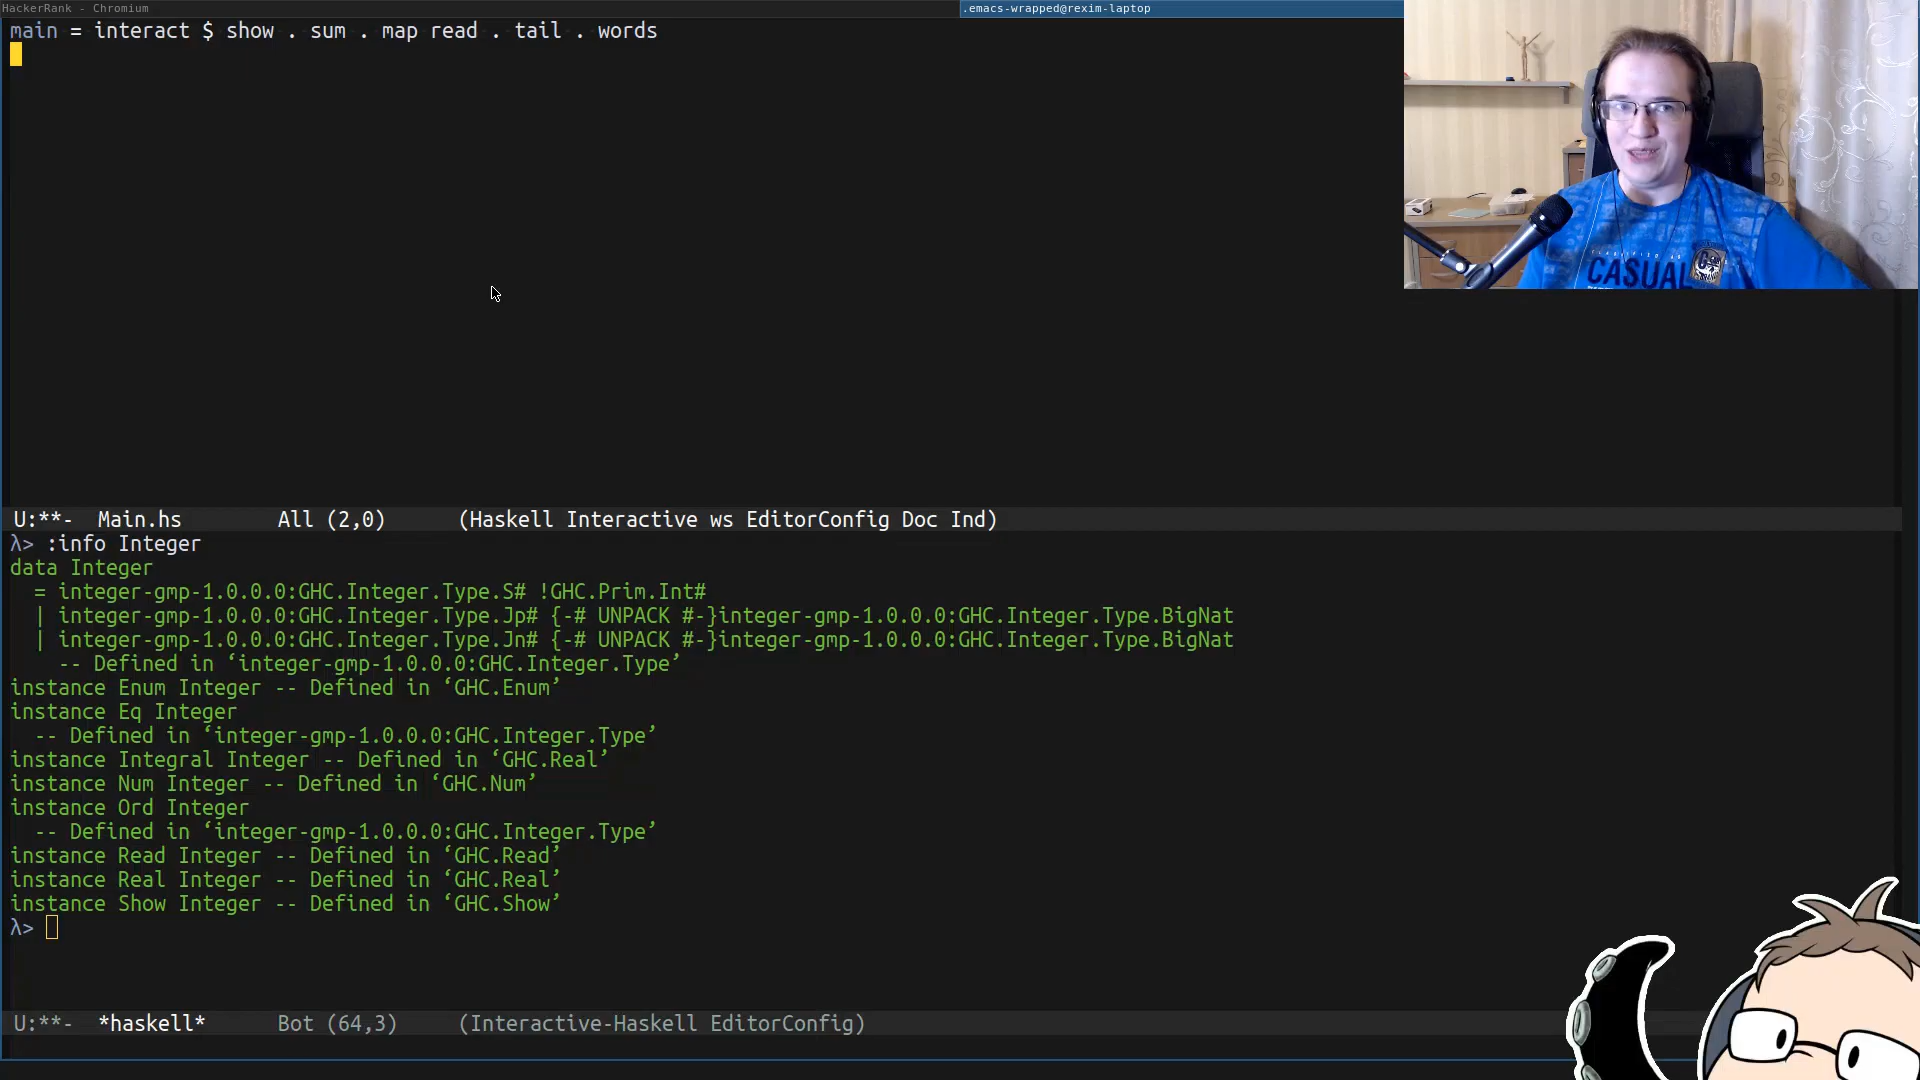 HackerRank - Chromium
.emacs-wrapped@rexim-laptop
main = interact $ show . sum . map read . tail . words
CASUAL
U:**-  Main.hs        All (2,0)      (Haskell Interactive ws EditorConfig Doc Ind)
λ> :info Integer
data Integer
  = integer-gmp-1.0.0.0:GHC.Integer.Type.S# !GHC.Prim.Int#
  | integer-gmp-1.0.0.0:GHC.Integer.Type.Jp# {-# UNPACK #-}integer-gmp-1.0.0.0:GHC.Integer.Type.BigNat
  | integer-gmp-1.0.0.0:GHC.Integer.Type.Jn# {-# UNPACK #-}integer-gmp-1.0.0.0:GHC.Integer.Type.BigNat
    -- Defined in ‘integer-gmp-1.0.0.0:GHC.Integer.Type’
instance Enum Integer -- Defined in ‘GHC.Enum’
instance Eq Integer
  -- Defined in ‘integer-gmp-1.0.0.0:GHC.Integer.Type’
instance Integral Integer -- Defined in ‘GHC.Real’
instance Num Integer -- Defined in ‘GHC.Num’
instance Ord Integer
  -- Defined in ‘integer-gmp-1.0.0.0:GHC.Integer.Type’
instance Read Integer -- Defined in ‘GHC.Read’
instance Real Integer -- Defined in ‘GHC.Real’
instance Show Integer -- Defined in ‘GHC.Show’
λ>
U:**-  *haskell*      Bot (64,3)      (Interactive-Haskell EditorConfig)